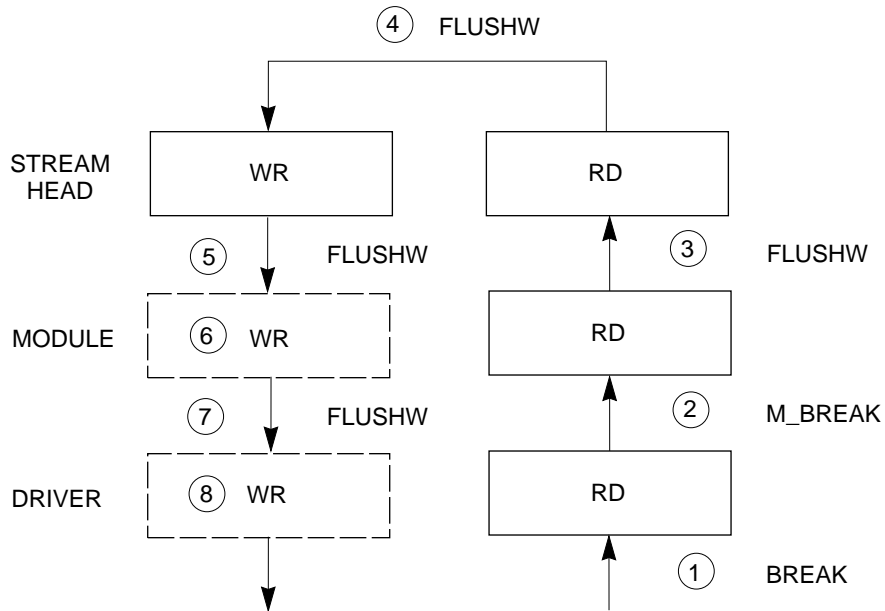 4 FLUSHW
STREAM
HEAD
WR
RD
5 FLUSHW
3 FLUSHW
MODULE
6 WR
RD
7 FLUSHW
2 M_BREAK
DRIVER
8 WR
RD
1 BREAK